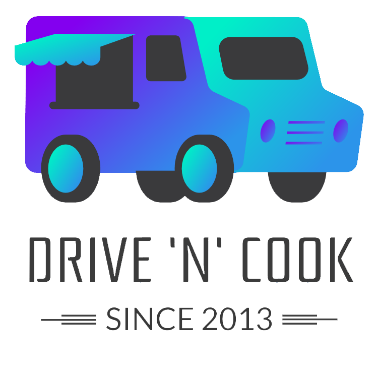 DRIVE 'N' COOK
SINCE 2013